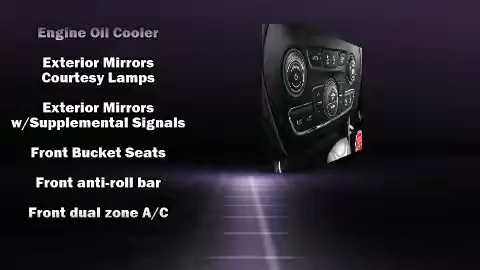 Engine Oil Cooler
Exterior Mirrors
Courtesy Lamps
Exterior Mirrors
w/Supplemental Signals
Front Bucket Seats
Front anti-roll bar
Front dual zone A/C